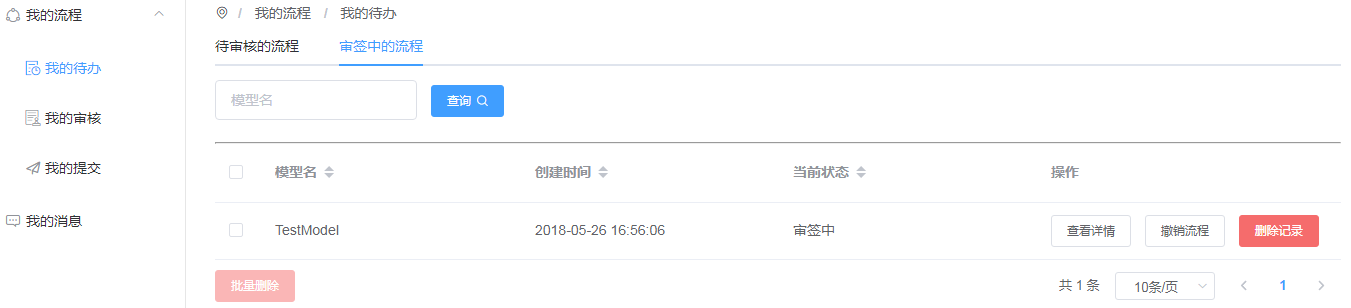 我的流程
我的待办
我的审核
我的提交
我的消息
/ 我的流程 / 我的待办
待审核的流程 审签中的流程
模型名 查询
模型名 创建时间 当前状态 操作
TestModel 2018-05-26 16:56:06 审签中 查看详情 撤销流程 删除记录
批量删除 共 1 条 10条/页 1